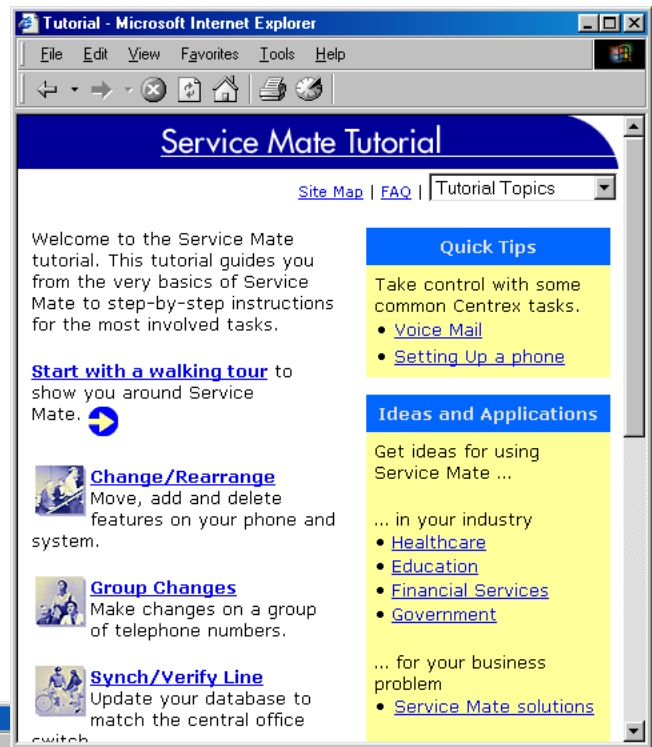 Tutorial - Microsoft Internet Explorer
File Edit View Favorites Tools Help
Service Mate Tutorial
Site Map | FAQ | Tutorial Topics
Welcome to the Service Mate
tutorial. This tutorial guides you
from the very basics of Service
Mate to step-by-step instructions
for the most involved tasks.
Start with a walking tour to
show you around Service
Mate.
Change/Rearrange
Move, add and delete
features on your phone and
system.
Group Changes
Make changes on a group
of telephone numbers.
Synch/Verify Line
Update your database to
match the central office
switch
Quick Tips
Take control with some
common Centrex tasks.
• Voice Mail
• Setting Up a phone
Ideas and Applications
Get ideas for using
Service Mate ...
... in your industry
• Healthcare
• Education
• Financial Services
• Government
... for your business
problem
• Service Mate solutions